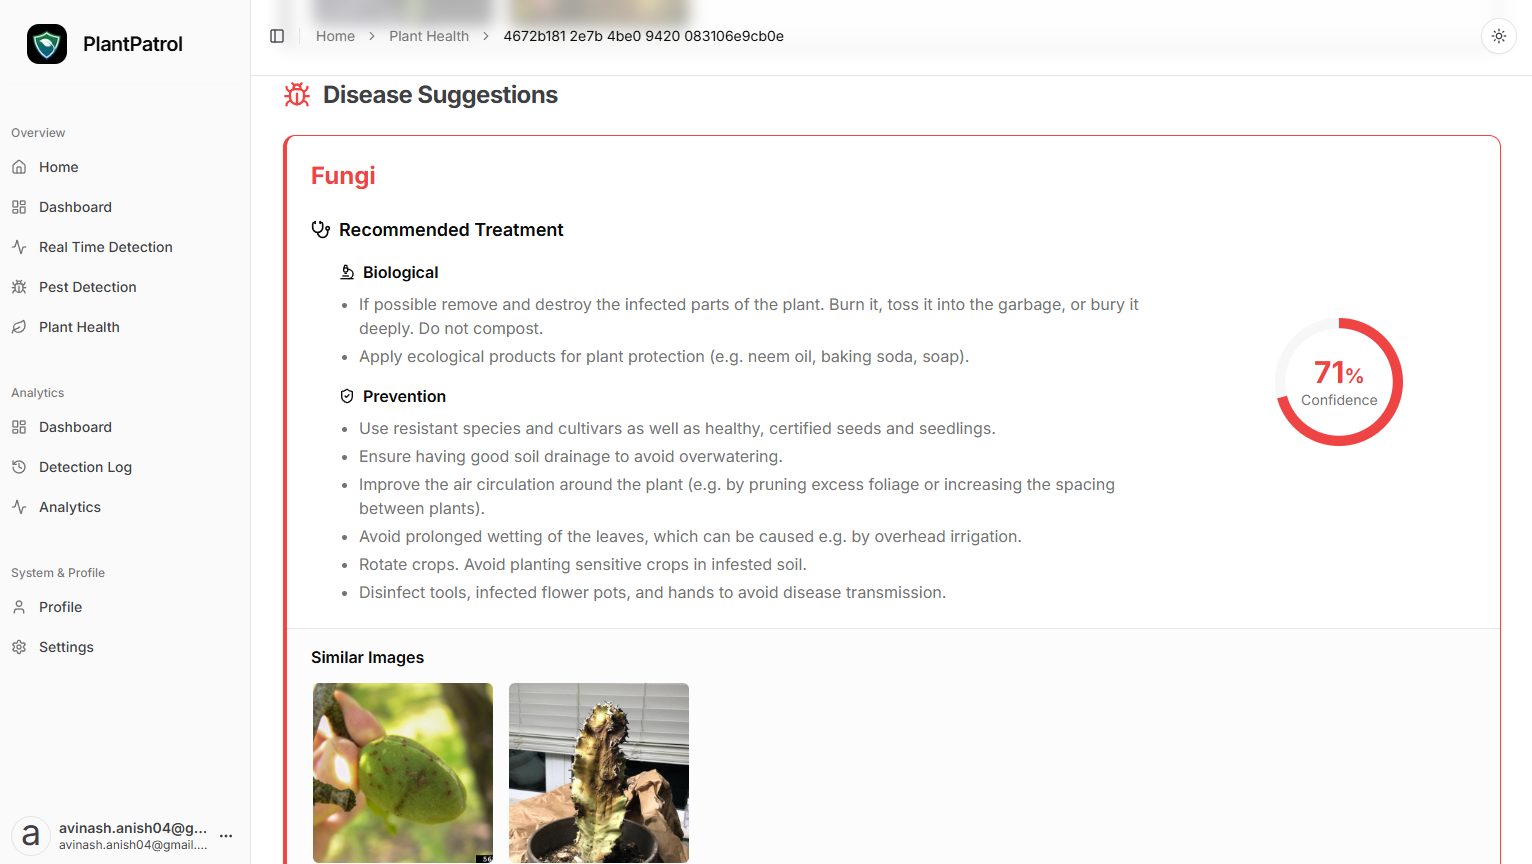 PlantPatrol
Overview
Home
Dashboard
Real Time Detection
Pest Detection
Plant Health
Analytics
Dashboard
Detection Log
Analytics
System & Profile
Profile
Settings
a
avinash.anish04@g...
avinash.anish04@gmail....
Home > Plant Health > 4672b181 2e7b 4be0 9420 083106e9cb0e
Disease Suggestions
Fungi
Recommended Treatment
Biological
• If possible remove and destroy the infected parts of the plant. Burn it, toss it into the garbage, or bury it
deeply. Do not compost.
• Apply ecological products for plant protection (e.g. neem oil, baking soda, soap).
Prevention
• Use resistant species and cultivars as well as healthy, certified seeds and seedlings.
• Ensure having good soil drainage to avoid overwatering.
• Improve the air circulation around the plant (e.g. by pruning excess foliage or increasing the spacing
between plants).
• Avoid prolonged wetting of the leaves, which can be caused e.g. by overhead irrigation.
• Rotate crops. Avoid planting sensitive crops in infested soil.
• Disinfect tools, infected flower pots, and hands to avoid disease transmission.
71%
Confidence
Similar Images